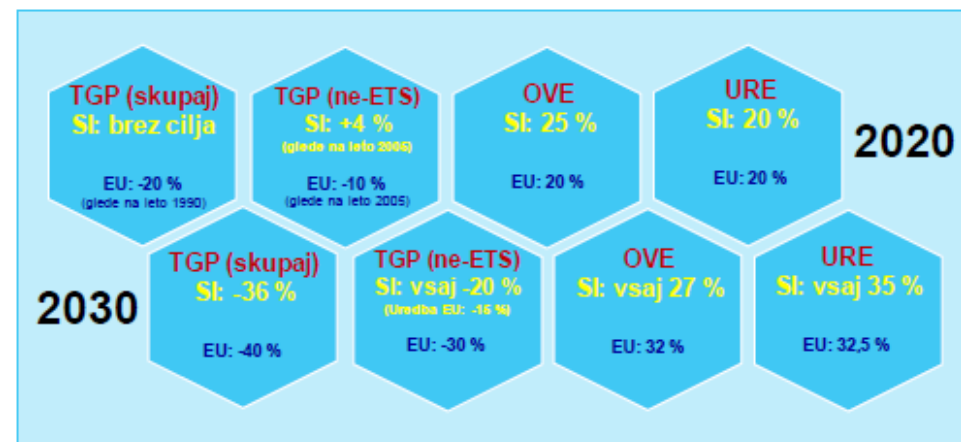 TGP (skupaj)
SI: brez cilja
EU: -20 %
(glede na leto 1990)
TGP (ne-ETS)
SI: +4 %
(glede na leto 2005)
EU: -10 %
(glede na leto 2005)
OVE
SI: 25 %
EU: 20 %
URE
SI: 20 %
EU: 20 %
2020
2030
TGP (skupaj)
SI: -36 %
EU: -40 %
TGP (ne-ETS)
SI: vsaj -20 %
(Uredba EU: -15 %)
EU: -30 %
OVE
SI: vsaj 27 %
EU: 32 %
URE
SI: vsaj 35 %
EU: 32,5 %